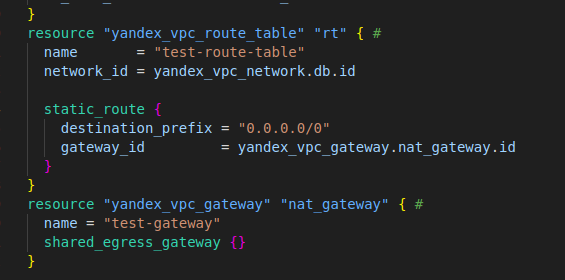 }
resource "yandex_vpc_route_table" "rt" { #
  name       = "test-route-table"
  network_id = yandex_vpc_network.db.id

  static_route {
    destination_prefix = "0.0.0.0/0"
    gateway_id         = yandex_vpc_gateway.nat_gateway.id
  }
}
resource "yandex_vpc_gateway" "nat_gateway" { #
  name = "test-gateway"
  shared_egress_gateway {}
}